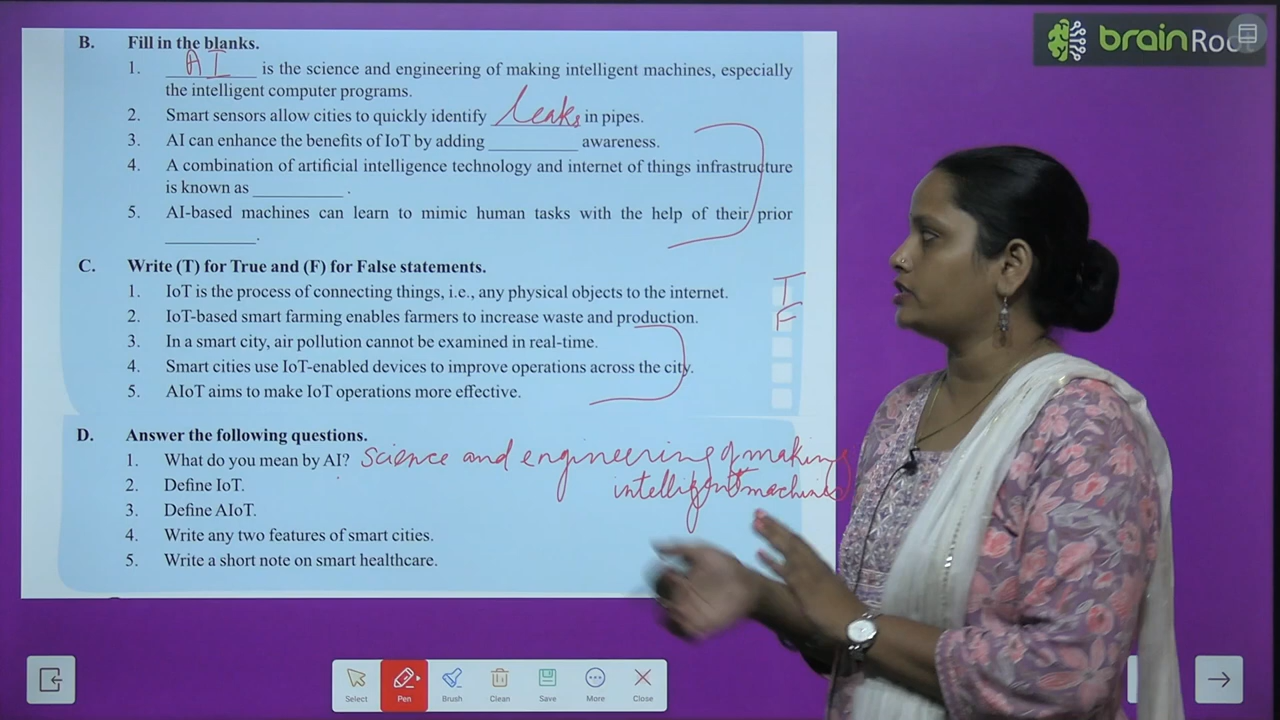 brainRoot
B. Fill in the blanks.
1. AI is the science and engineering of making intelligent machines, especially
the intelligent computer programs.
2. Smart sensors allow cities to quickly identify leaks in pipes.
3. AI can enhance the benefits of IoT by adding __________ awareness.
4. A combination of artificial intelligence technology and internet of things infrastructure
is known as __________ .
5. AI-based machines can learn to mimic human tasks with the help of their prior
__________.
C. Write (T) for True and (F) for False statements.
1. IoT is the process of connecting things, i.e., any physical objects to the internet. T
2. IoT-based smart farming enables farmers to increase waste and production. F
3. In a smart city, air pollution cannot be examined in real-time.
4. Smart cities use IoT-enabled devices to improve operations across the city.
5. AIoT aims to make IoT operations more effective.
D. Answer the following questions.
1. What do you mean by AI? Science and engineering of making
intelligent machines
2. Define IoT.
3. Define AIoT.
4. Write any two features of smart cities.
5. Write a short note on smart healthcare.
Select Pen Brush Clean Save More Close